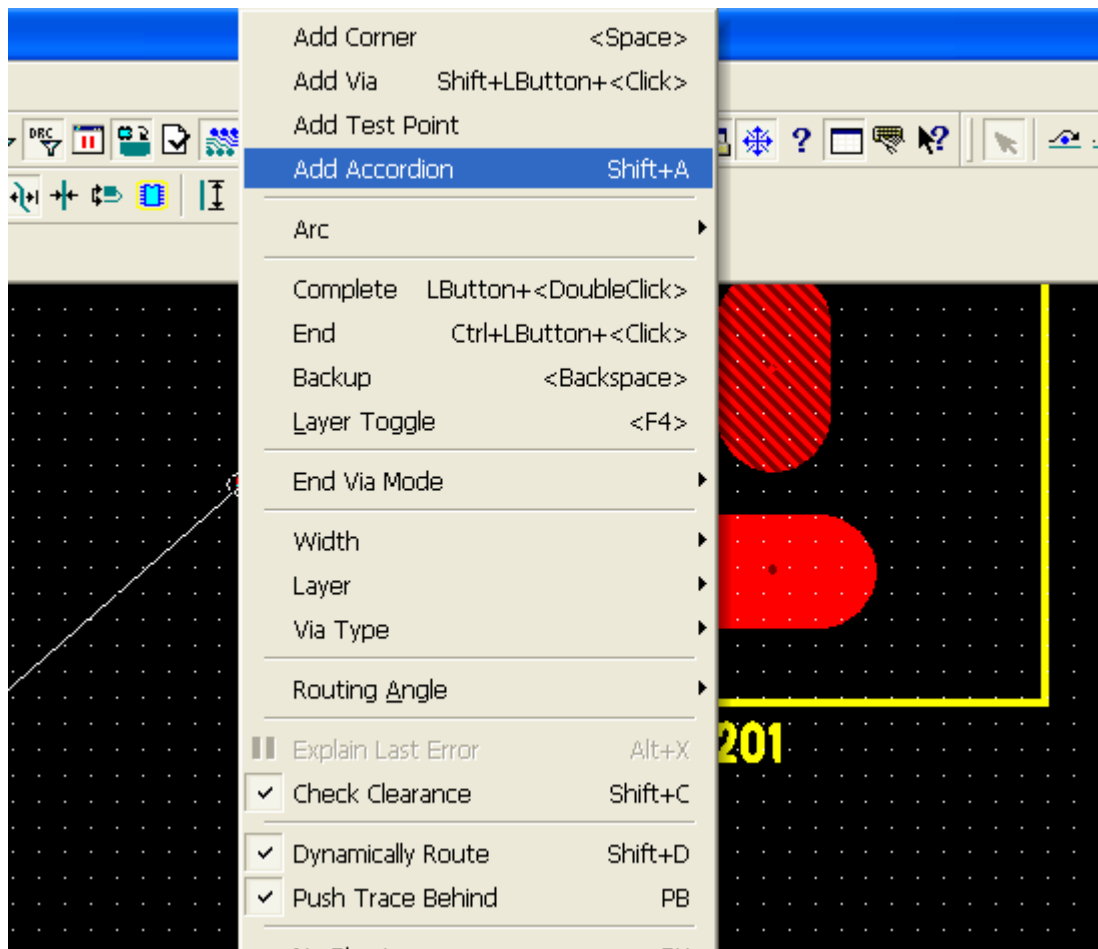 Add Corner <Space>
Add Via Shift+LButton+<Click>
Add Test Point
Add Accordion Shift+A
Arc
Complete LButton+<DoubleClick>
End Ctrl+LButton+<Click>
Backup <Backspace>
Layer Toggle <F4>
End Via Mode
Width
Layer
Via Type
Routing Angle
Explain Last Error Alt+X
Check Clearance Shift+C
Dynamically Route Shift+D
Push Trace Behind PB
DRC
201